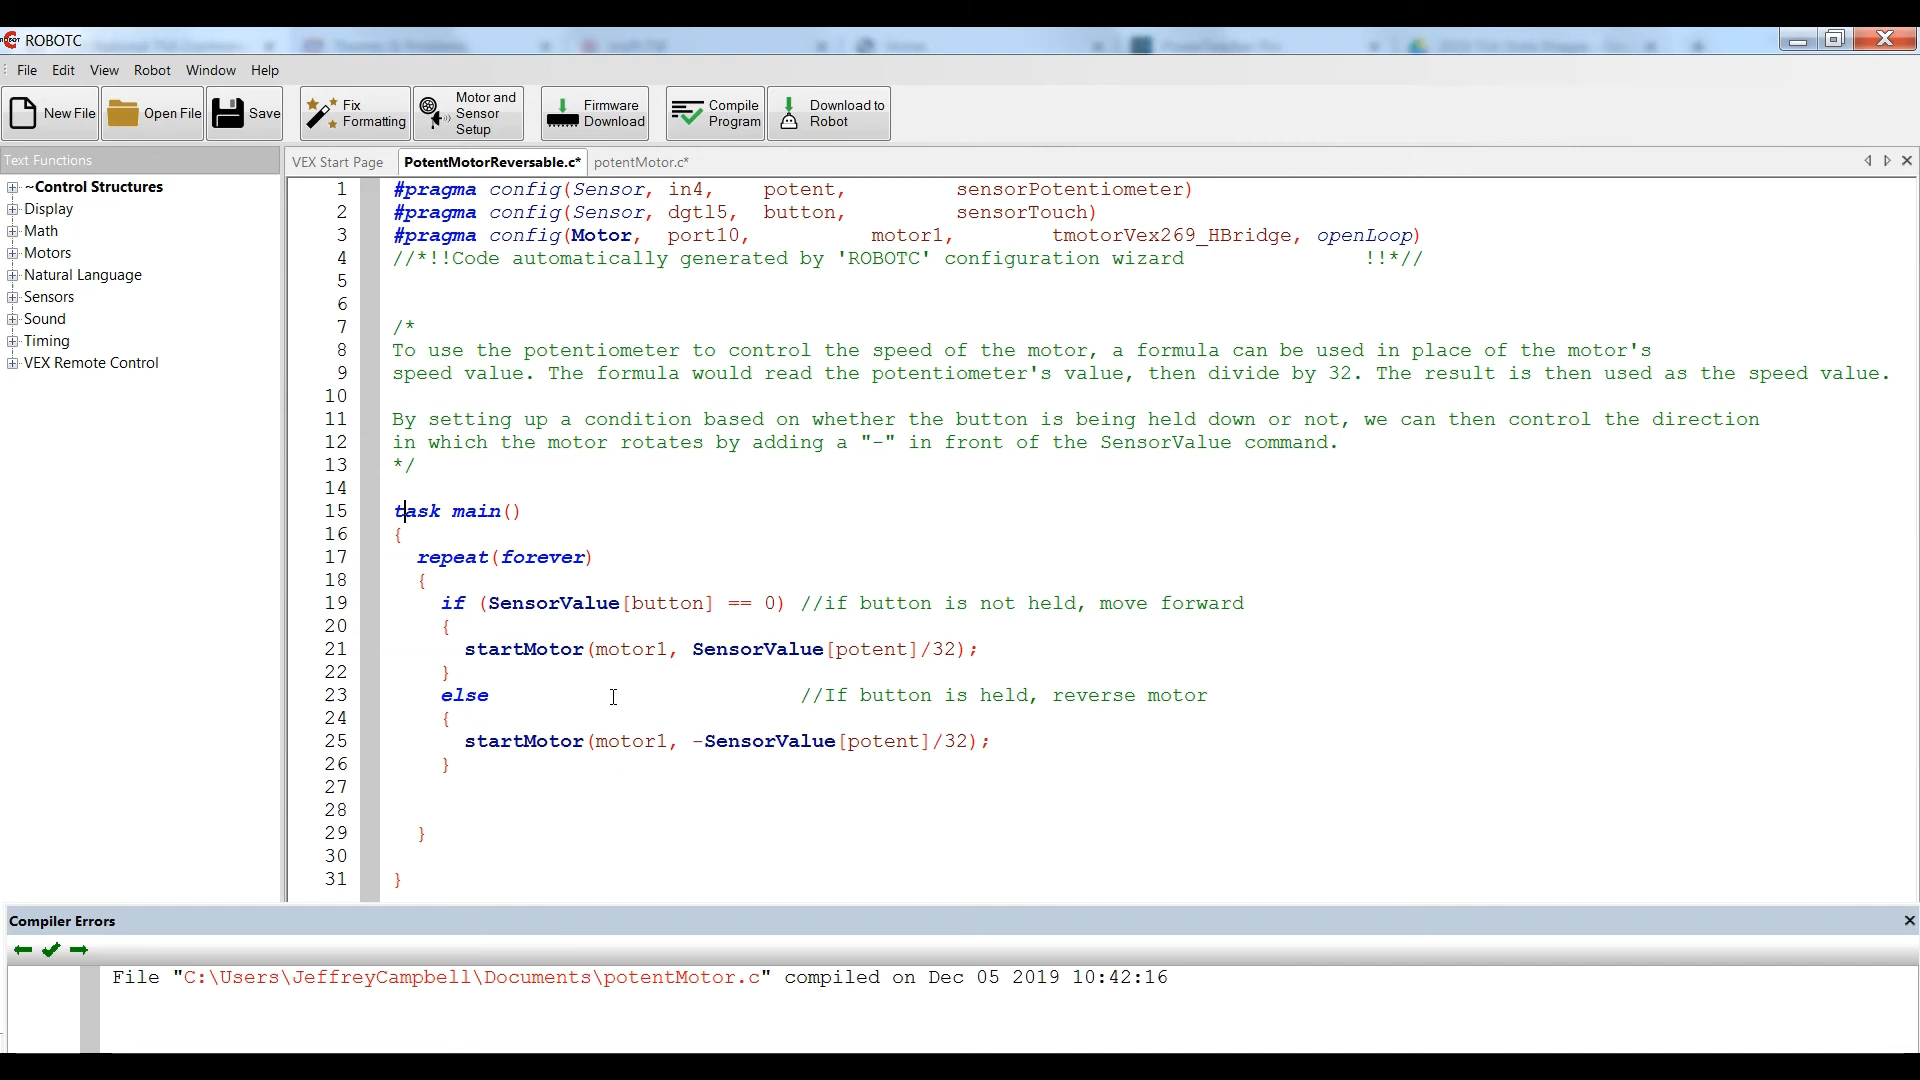 ROBOTC
File Edit View Robot Window Help
New File Open File Save Fix Formatting Motor and Sensor Setup Firmware Download Compile Program Download to Robot
Text Functions
~Control Structures
Display
Math
Motors
Natural Language
Sensors
Sound
Timing
VEX Remote Control
VEX Start Page PotentMotorReversable.c* potentMotor.c*
1 #pragma config(Sensor, in4, potent, sensorPotentiometer)
2 #pragma config(Sensor, dgtl5, button, sensorTouch)
3 #pragma config(Motor, port10, motor1, tmotorVex269_HBridge, openLoop)
4 //*!!Code automatically generated by 'ROBOTC' configuration wizard !!*//
5
6
7 /*
8 To use the potentiometer to control the speed of the motor, a formula can be used in place of the motor's
9 speed value. The formula would read the potentiometer's value, then divide by 32. The result is then used as the speed value.
10
11 By setting up a condition based on whether the button is being held down or not, we can then control the direction
12 in which the motor rotates by adding a "-" in front of the SensorValue command.
13 */
14
15 task main()
16 {
17 repeat(forever)
18 {
19 if (SensorValue[button] == 0) //if button is not held, move forward
20 {
21 startMotor(motor1, SensorValue[potent]/32);
22 }
23 else //If button is held, reverse motor
24 {
25 startMotor(motor1, -SensorValue[potent]/32);
26 }
27
28
29 }
30
31 }
Compiler Errors
File "C:\Users\JeffreyCampbell\Documents\potentMotor.c" compiled on Dec 05 2019 10:42:16